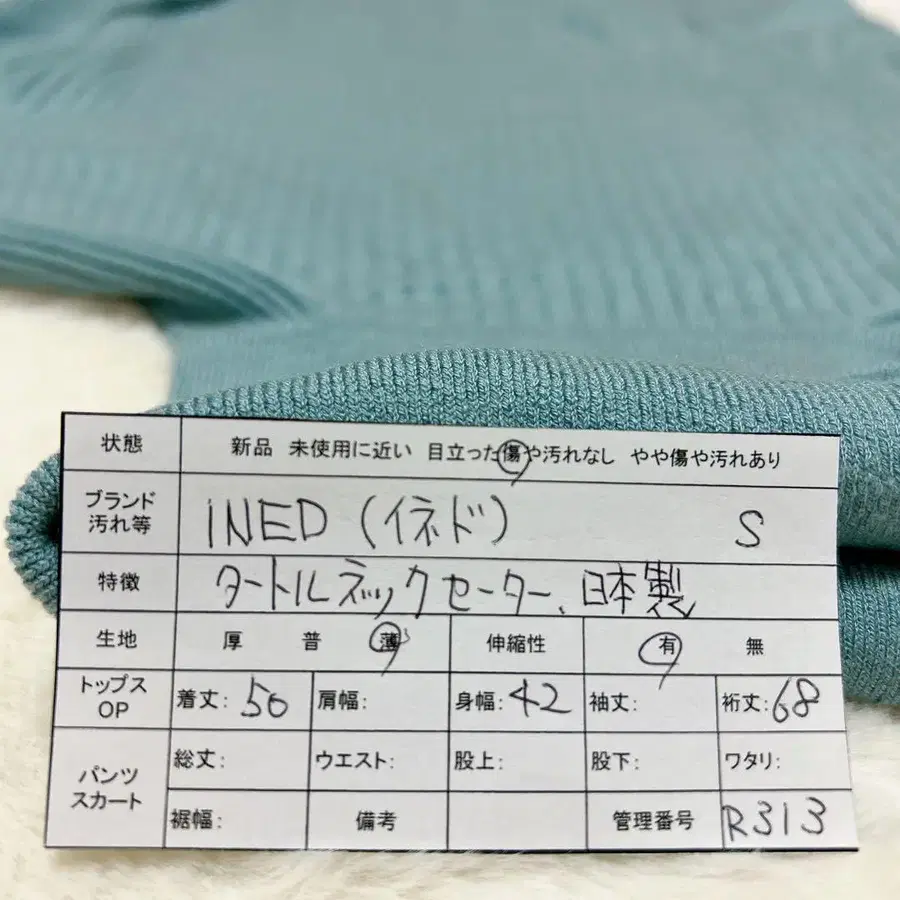 状態 新品 未使用に近い 目立った傷や汚れなし やや傷や汚れあり
ブランド
汚れ等
INED (イネド) S
特徴 タートルネックセーター、日本製
生地 厚 普 薄 伸縮性 有 無
トップス
OP
着丈: 50 肩幅: 身幅: 42 袖丈: 裄丈: 68
パンツ
スカート
総丈: ウエスト: 股上: 股下: ワタリ:
裾幅: 備考 管理番号 R313